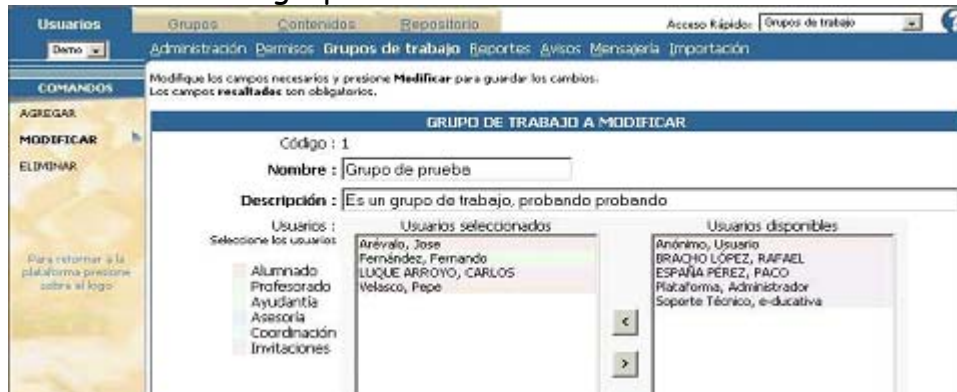 Usuarios Grupos Contenidos Repositorio Acceso Rápido: Grupos de trabajo
Demo Administración Permisos Grupos de trabajo Reportes Avisos Mensajería Importación
COMANDOS
AGREGAR
MODIFICAR
ELIMINAR
Para retornar a la
plataforma presione
sobre el logo
Modifique los campos necesarios y presione Modificar para guardar los cambios.
Los campos resaltados son obligatorios.
GRUPO DE TRABAJO A MODIFICAR
Código : 1
Nombre : Grupo de prueba
Descripción : Es un grupo de trabajo, probando probando
Usuarios :
Seleccione los usuarios
Alumnado
Profesorado
Ayudantía
Asesoría
Coordinación
Invitaciones
Usuarios seleccionados
Arévalo, Jose
Fernández, Fernando
LUQUE ARROYO, CARLOS
Velasco, Pepe
<
>
Usuarios disponibles
Anónimo, Usuario
BRACHO LÓPEZ, RAFAEL
ESPAÑA PÉREZ, PACO
Plataforma, Administrador
Soporte Técnico, e-ducativa